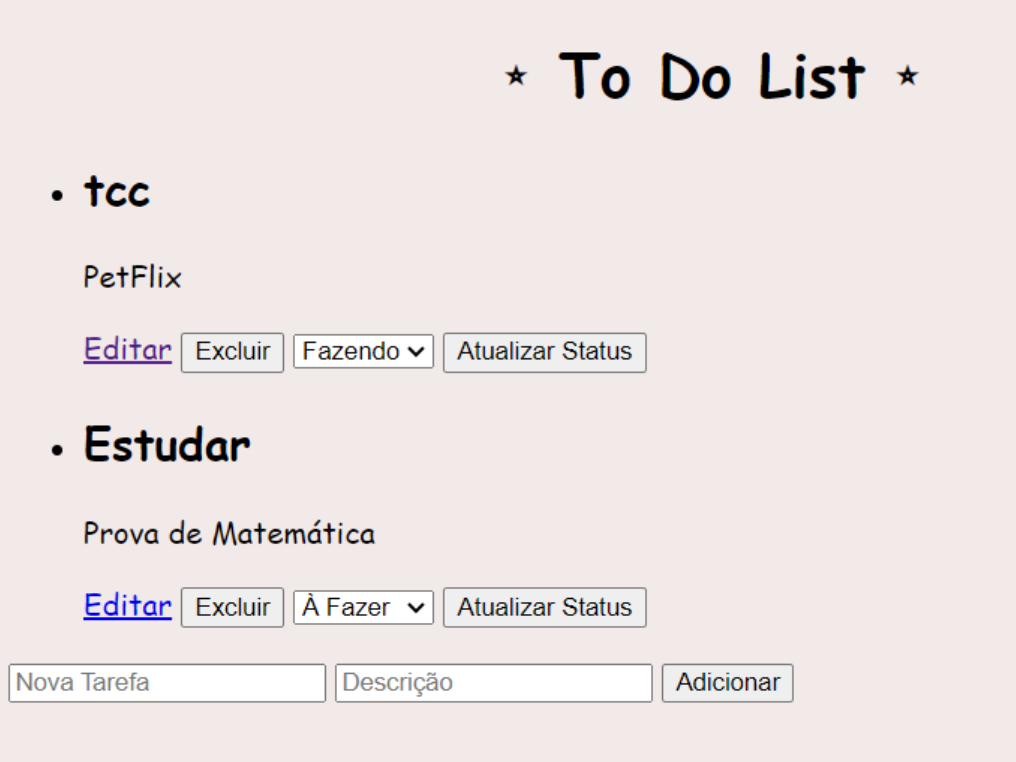 ⋆ To Do List ⋆
tcc
PetFlix
Editar Excluir Fazendo Atualizar Status
Estudar
Prova de Matemática
Editar Excluir À Fazer Atualizar Status
Nova Tarefa Descrição Adicionar